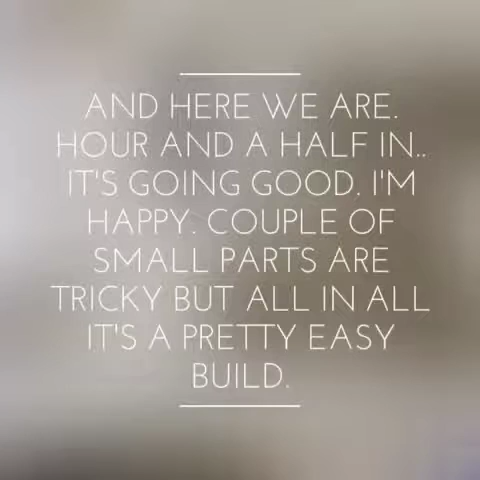 AND HERE WE ARE.
HOUR AND A HALF IN..
IT'S GOING GOOD. I'M
HAPPY. COUPLE OF
SMALL PARTS ARE
TRICKY BUT ALL IN ALL
IT'S A PRETTY EASY
BUILD.